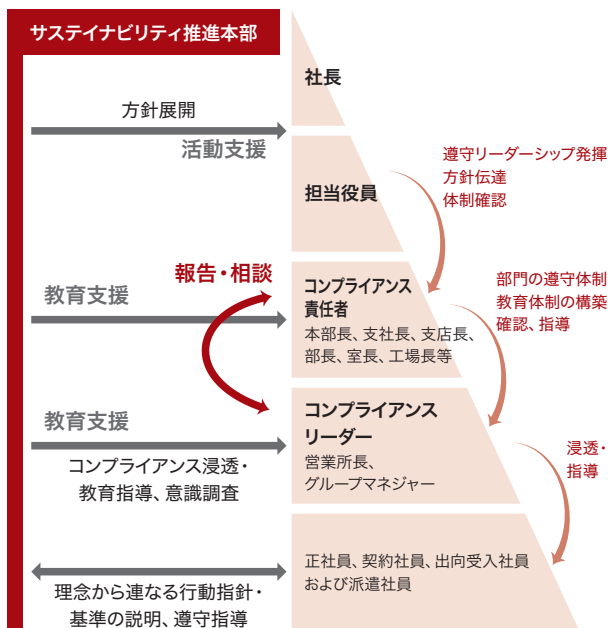 サステイナビリティ推進本部
社長
方針展開
活動支援
担当役員
遵守リーダーシップ発揮
方針伝達
体制確認
報告・相談
教育支援
コンプライアンス
責任者
本部長、支社長、支店長、
部長、室長、工場長等
部門の遵守体制
教育体制の構築
確認、指導
教育支援
コンプライアンス浸透・
教育指導、意識調査
コンプライアンス
リーダー
営業所長、
グループマネジャー
浸透・
指導
理念から連なる行動指針・
基準の説明、遵守指導
正社員、契約社員、出向受入社員
および派遣社員